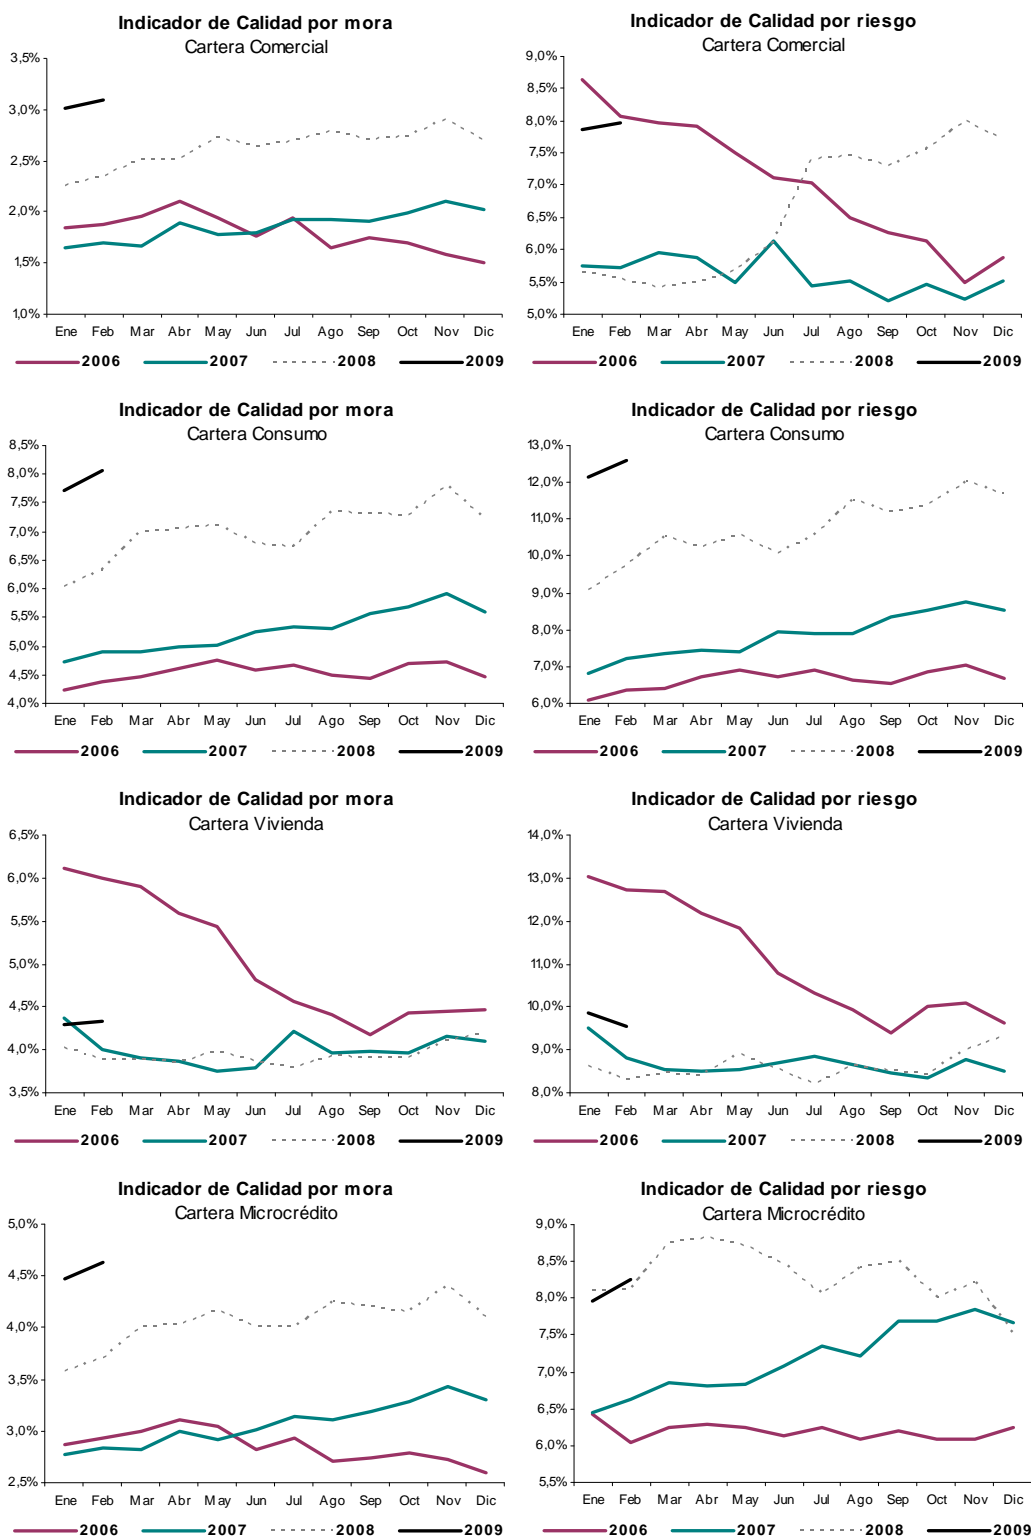 Indicador de Calidad por mora
Cartera Comercial
3,5%
3,0%
2,5%
2,0%
1,5%
1,0%
Ene Feb Mar Abr May Jun Jul Ago Sep Oct Nov Dic
2006 2007 2008 2009
Indicador de Calidad por riesgo
Cartera Comercial
9,0%
8,5%
8,0%
7,5%
7,0%
6,5%
6,0%
5,5%
5,0%
Ene Feb Mar Abr May Jun Jul Ago Sep Oct Nov Dic
2006 2007 2008 2009
Indicador de Calidad por mora
Cartera Consumo
8,5%
8,0%
7,5%
7,0%
6,5%
6,0%
5,5%
5,0%
4,5%
4,0%
Ene Feb Mar Abr May Jun Jul Ago Sep Oct Nov Dic
2006 2007 2008 2009
Indicador de Calidad por riesgo
Cartera Consumo
13,0%
12,0%
11,0%
10,0%
9,0%
8,0%
7,0%
6,0%
Ene Feb Mar Abr May Jun Jul Ago Sep Oct Nov Dic
2006 2007 2008 2009
Indicador de Calidad por mora
Cartera Vivienda
6,5%
6,0%
5,5%
5,0%
4,5%
4,0%
3,5%
Ene Feb Mar Abr May Jun Jul Ago Sep Oct Nov Dic
2006 2007 2008 2009
Indicador de Calidad por riesgo
Cartera Vivienda
14,0%
13,0%
12,0%
11,0%
10,0%
9,0%
8,0%
Ene Feb Mar Abr May Jun Jul Ago Sep Oct Nov Dic
2006 2007 2008 2009
Indicador de Calidad por mora
Cartera Microcrédito
5,0%
4,5%
4,0%
3,5%
3,0%
2,5%
Ene Feb Mar Abr May Jun Jul Ago Sep Oct Nov Dic
2006 2007 2008 2009
Indicador de Calidad por riesgo
Cartera Microcrédito
9,0%
8,5%
8,0%
7,5%
7,0%
6,5%
6,0%
5,5%
Ene Feb Mar Abr May Jun Jul Ago Sep Oct Nov Dic
2006 2007 2008 2009